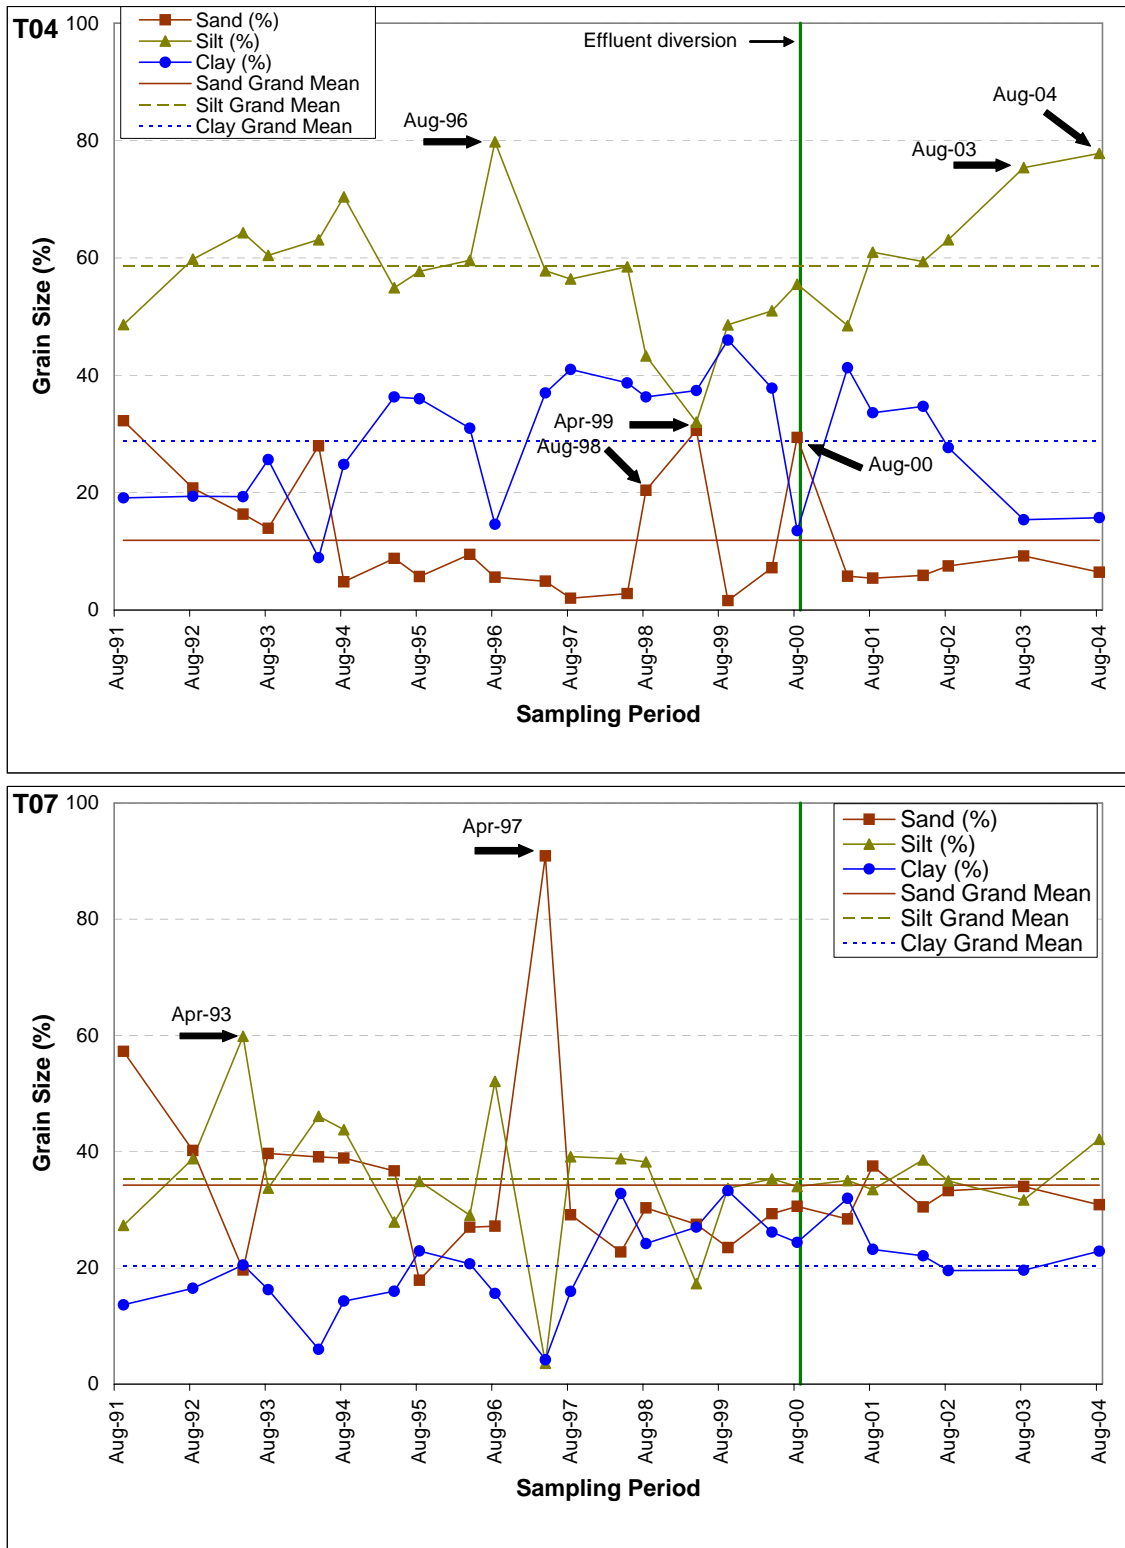 T04
Sand (%)
Silt (%)
Clay (%)
Sand Grand Mean
Silt Grand Mean
Clay Grand Mean
Effluent diversion
Aug-96
Aug-04
Aug-03
Apr-99
Aug-98
Aug-00
100
80
60
40
20
0
Grain Size (%)
Aug-91
Aug-92
Aug-93
Aug-94
Aug-95
Aug-96
Aug-97
Aug-98
Aug-99
Aug-00
Aug-01
Aug-02
Aug-03
Aug-04
Sampling Period
T07
Sand (%)
Silt (%)
Clay (%)
Sand Grand Mean
Silt Grand Mean
Clay Grand Mean
Apr-97
Apr-93
100
80
60
40
20
0
Grain Size (%)
Aug-91
Aug-92
Aug-93
Aug-94
Aug-95
Aug-96
Aug-97
Aug-98
Aug-99
Aug-00
Aug-01
Aug-02
Aug-03
Aug-04
Sampling Period